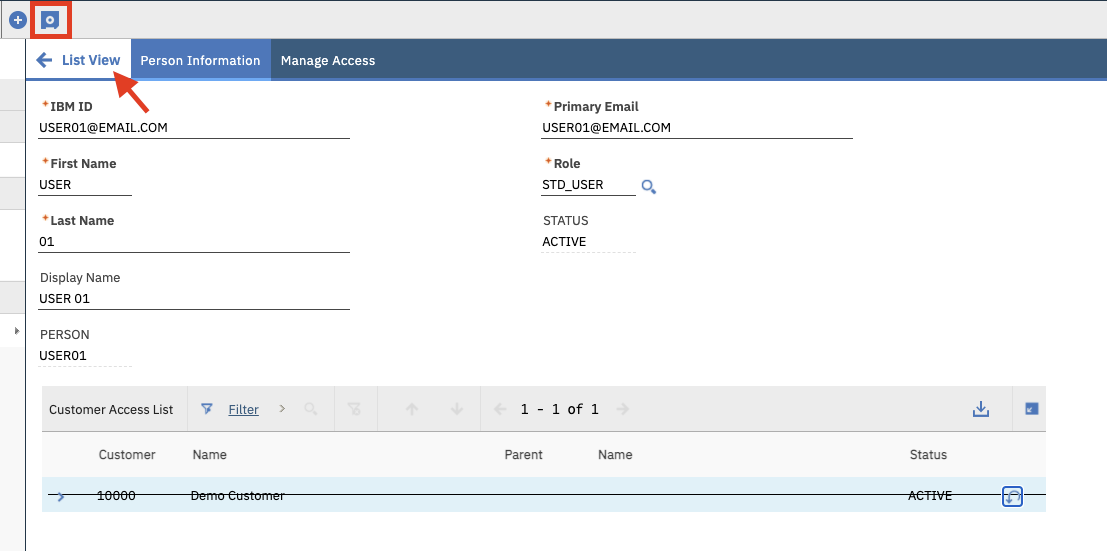 List View Person Information Manage Access
*IBM ID *Primary Email
USER01@EMAIL.COM USER01@EMAIL.COM
*First Name *Role
USER STD_USER
*Last Name STATUS
01 ACTIVE
Display Name
USER 01
PERSON
USER01
Customer Access List Filter 1 - 1 of 1
Customer Name Parent Name Status
10000 Demo Customer ACTIVE